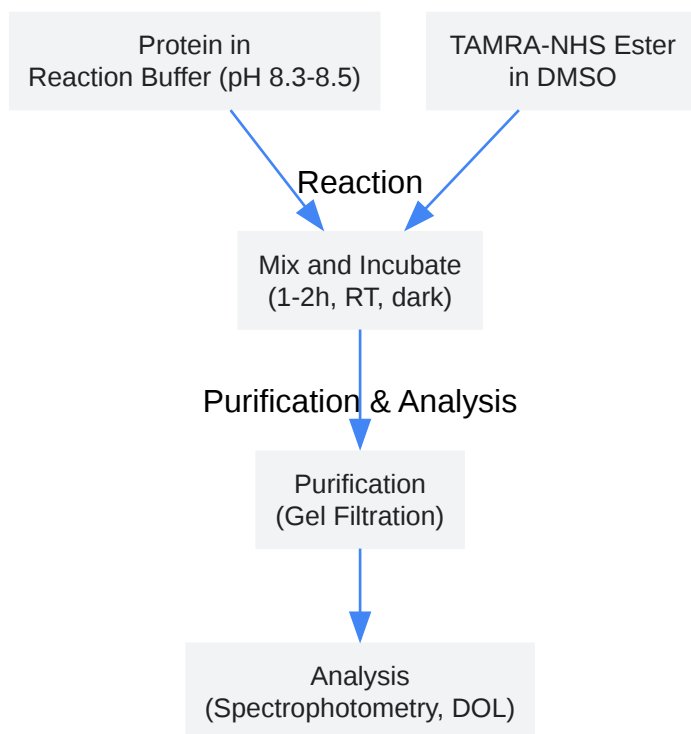 Protein in
Reaction Buffer (pH 8.3-8.5)
TAMRA-NHS Ester
in DMSO
Reaction
Mix and Incubate
(1-2h, RT, dark)
Purification & Analysis
Purification
(Gel Filtration)
Analysis
(Spectrophotometry, DOL)